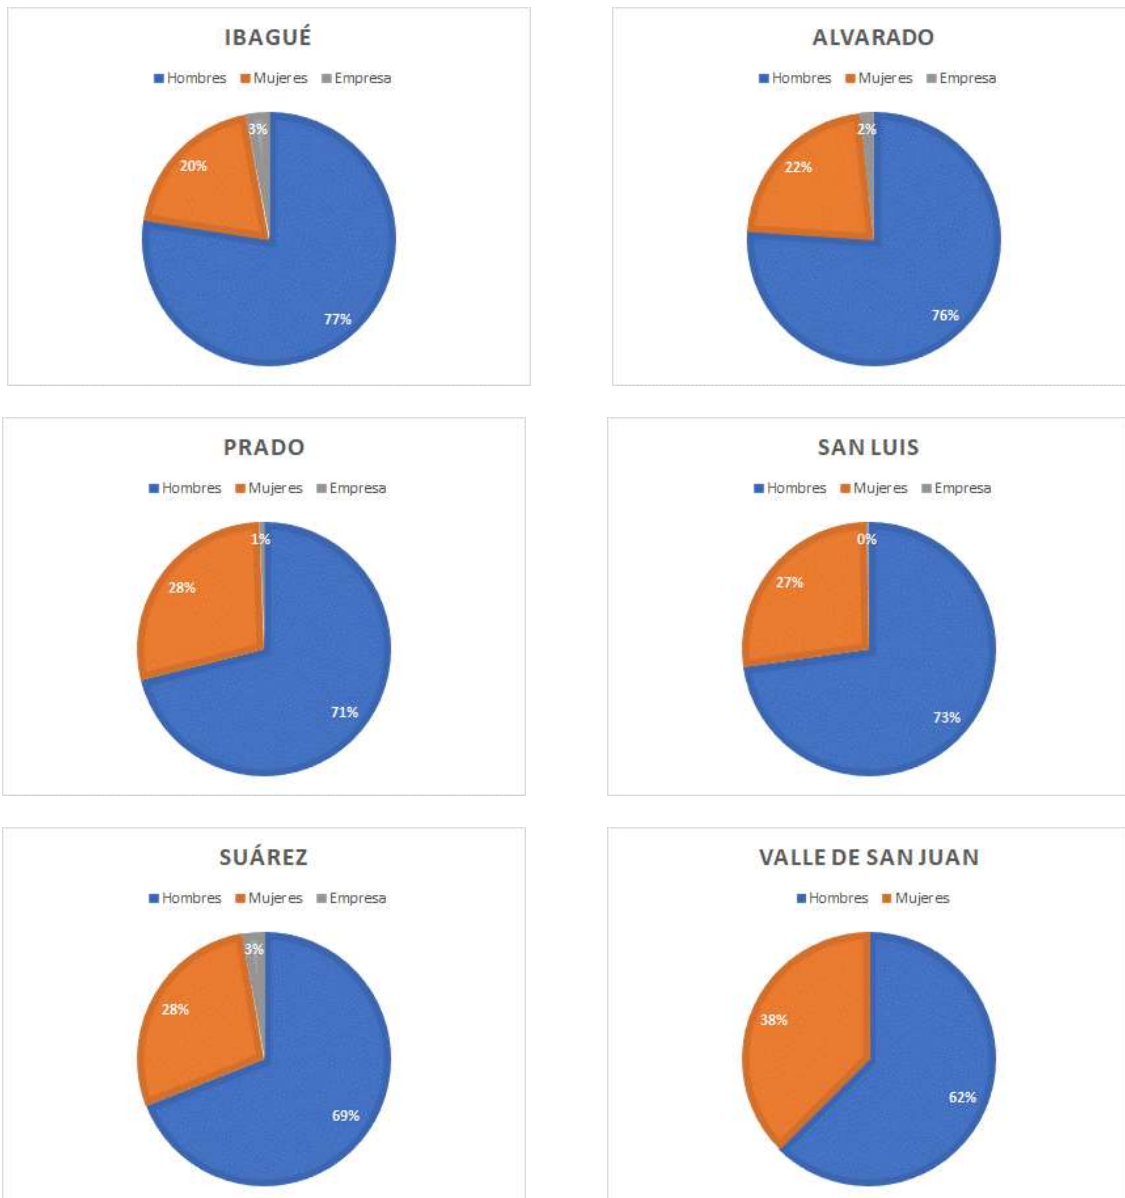 IBAGUÉ
Hombres Mujeres Empresa
3%
20%
77%
ALVARADO
Hombres Mujeres Empresa
2%
22%
76%
PRADO
Hombres Mujeres Empresa
1%
28%
71%
SAN LUIS
Hombres Mujeres Empresa
0%
27%
73%
SUÁREZ
Hombres Mujeres Empresa
3%
28%
69%
VALLE DE SAN JUAN
Hombres Mujeres
38%
62%